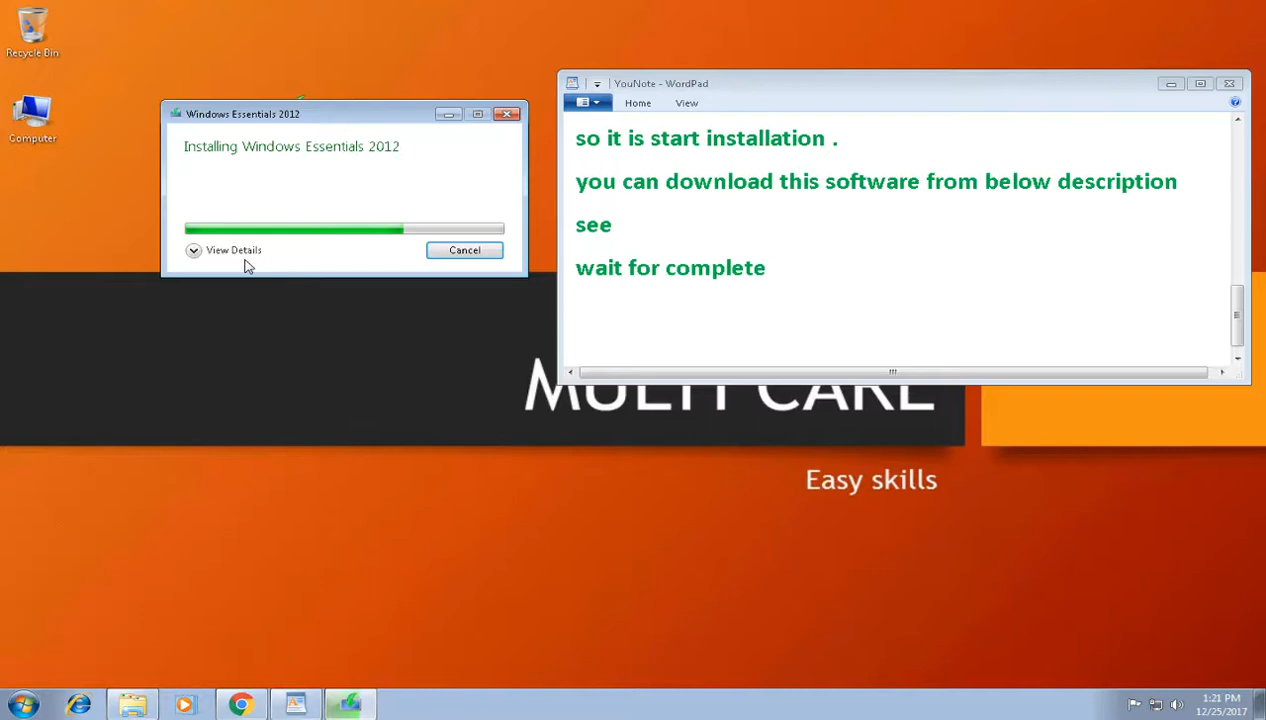 Recycle Bin
Computer
Windows Essentials 2012
Installing Windows Essentials 2012
View Details
Cancel
YouNote - WordPad
Home
View
so it is start installation .
you can download this software from below description
see
wait for complete
MULTI CARE
Easy skills
1:21 PM
12/25/2017